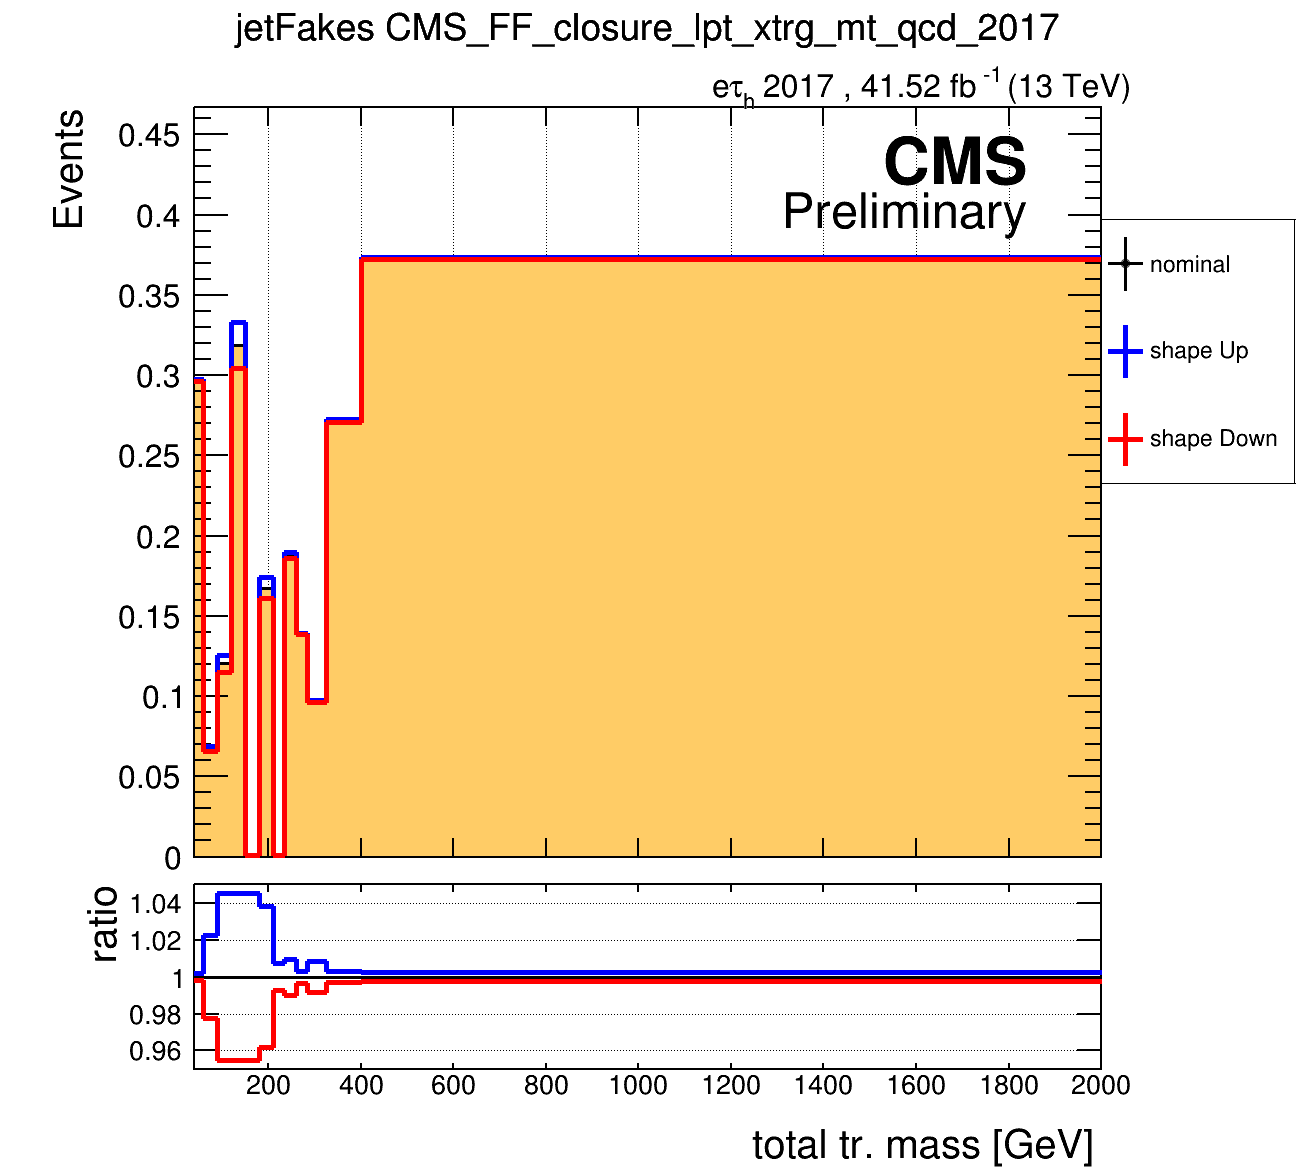 jetFakes CMS_FF_closure_lpt_xtrg_mt_qcd_2017
eτh 2017 , 41.52 fb-1 (13 TeV)
CMS
Preliminary
Events
0.45
0.4
0.35
0.3
0.25
0.2
0.15
0.1
0.05
0
nominal
shape Up
shape Down
ratio
1.04
1.02
1
0.98
0.96
200 400 600 800 1000 1200 1400 1600 1800 2000
total tr. mass [GeV]